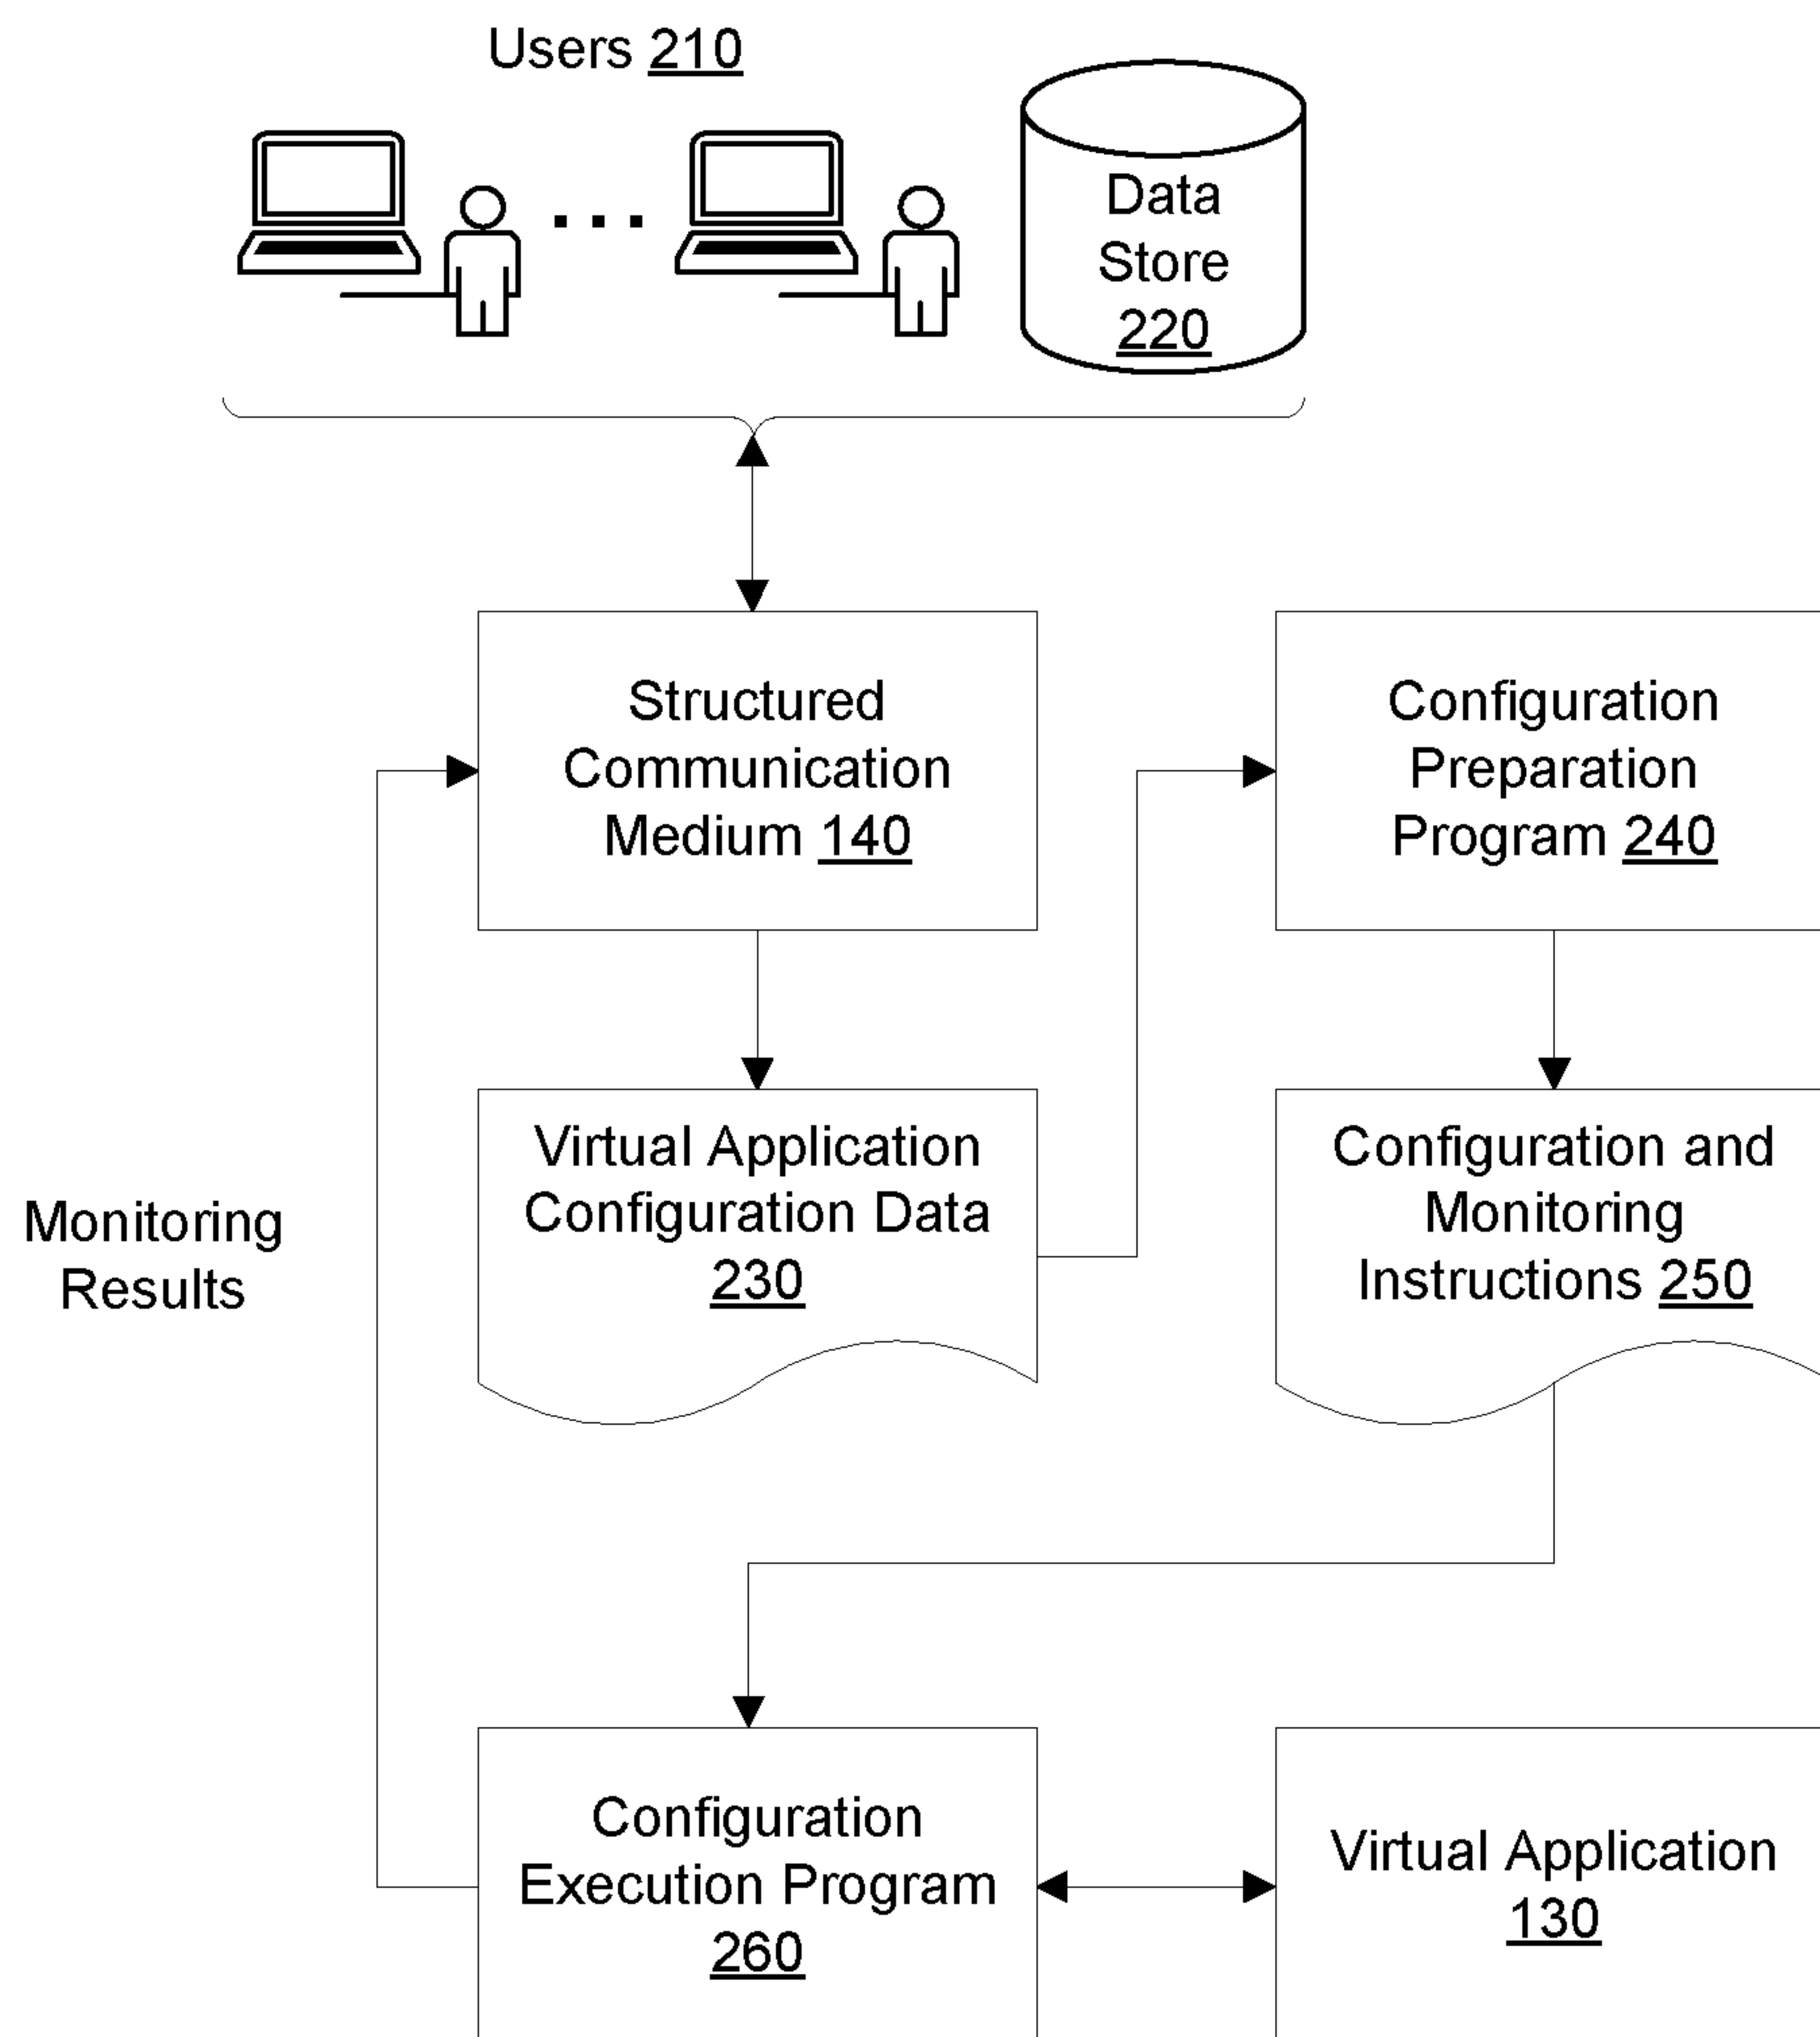 Users 210
Data
Store
220
Structured
Communication
Medium 140
Configuration
Preparation
Program 240
Virtual Application
Configuration Data
230
Configuration and
Monitoring
Instructions 250
Monitoring
Results
Configuration
Execution Program
260
Virtual Application
130